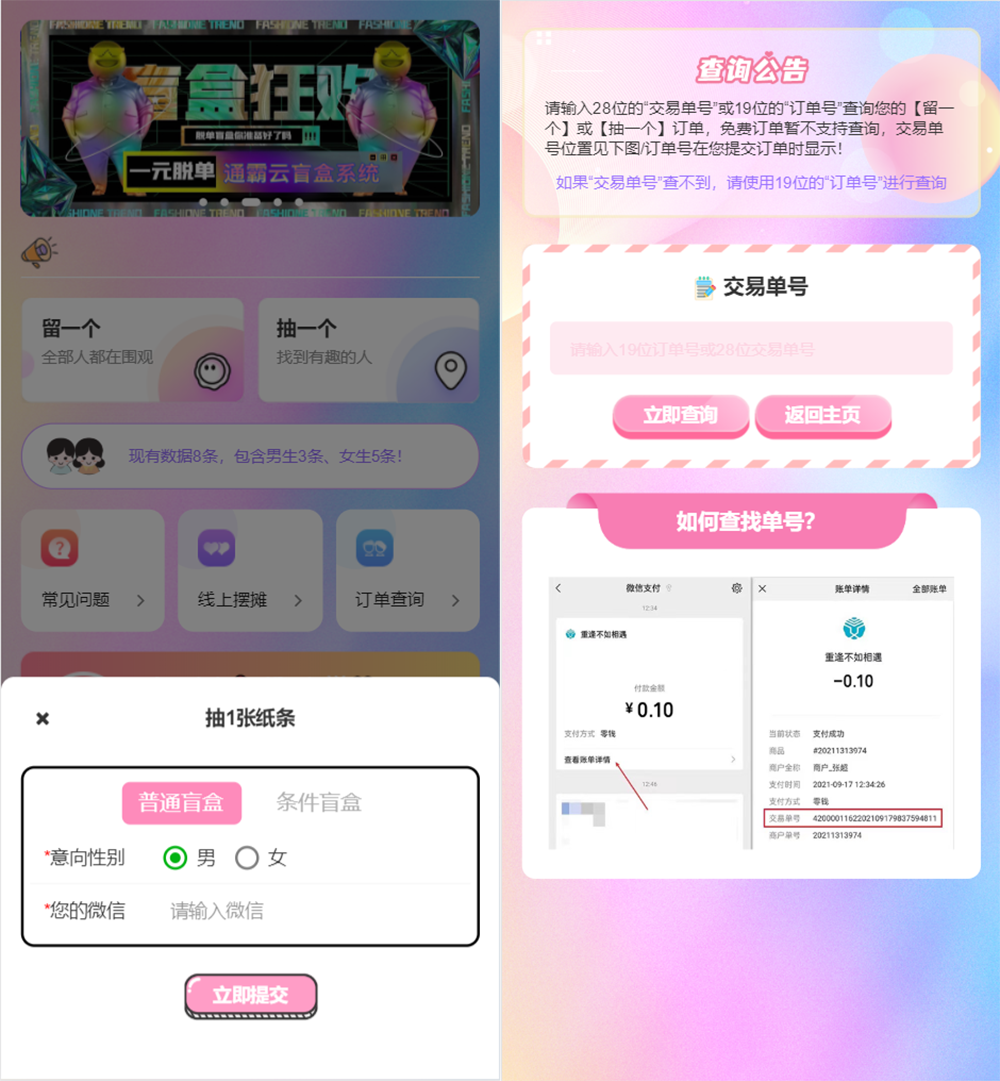 FASHIONE TREND FASHIONE TREND FASHIONE TREND
盲盒狂购
脱单盲盒你准备好了吗
一元脱单 通霸云盲盒系统
FASHIONE TREND FASHIONE TREND FASHIONE TREND
留一个
全部人都在围观
抽一个
找到有趣的人
现有数据8条，包含男生3条、女生5条！
常见问题
线上摆摊
订单查询
抽1张纸条
普通盲盒 条件盲盒
*意向性别 男 女
*您的微信 请输入微信
立即提交
查询公告
请输入28位的“交易单号”或19位的“订单号”查询您的【留一
个】或【抽一个】订单，免费订单暂不支持查询，交易单
号位置见下图/订单号在您提交订单时显示！
如果“交易单号”查不到，请使用19位的“订单号”进行查询
交易单号
请输入19位订单号或28位交易单号
立即查询 返回主页
如何查找单号？
微信支付
12:34
重逢不如相遇
付款金额
¥0.10
支付方式 零钱
查看账单详情
12:46
账单详情 全部账单
重逢不如相遇
-0.10
当前状态 支付成功
商品 #20211313974
商户全称 商户_张超
支付时间 2021-09-17 12:34:26
支付方式 零钱
交易单号 4200001162202109179837594811
商户单号 20211313974